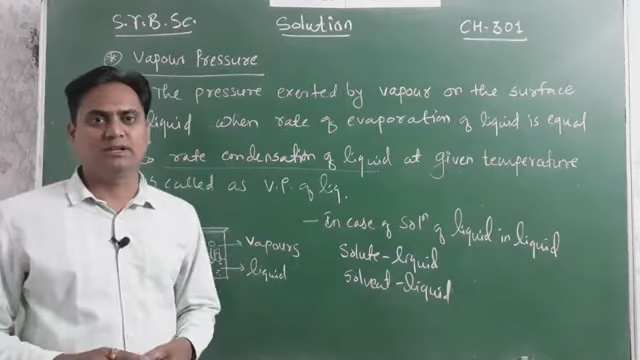 S.Y.B.Sc.
Solution
CH-301
* Vapour Pressure
The pressure exerted by vapour on the surface
liquid when rate of evaporation of liquid is equal
rate condensation of liquid at given temperature
called as V.P. of liq.
- In case of Solⁿ of liquid in liquid
Solute - liquid
Solvent - liquid
→ Vapours
→ liquid